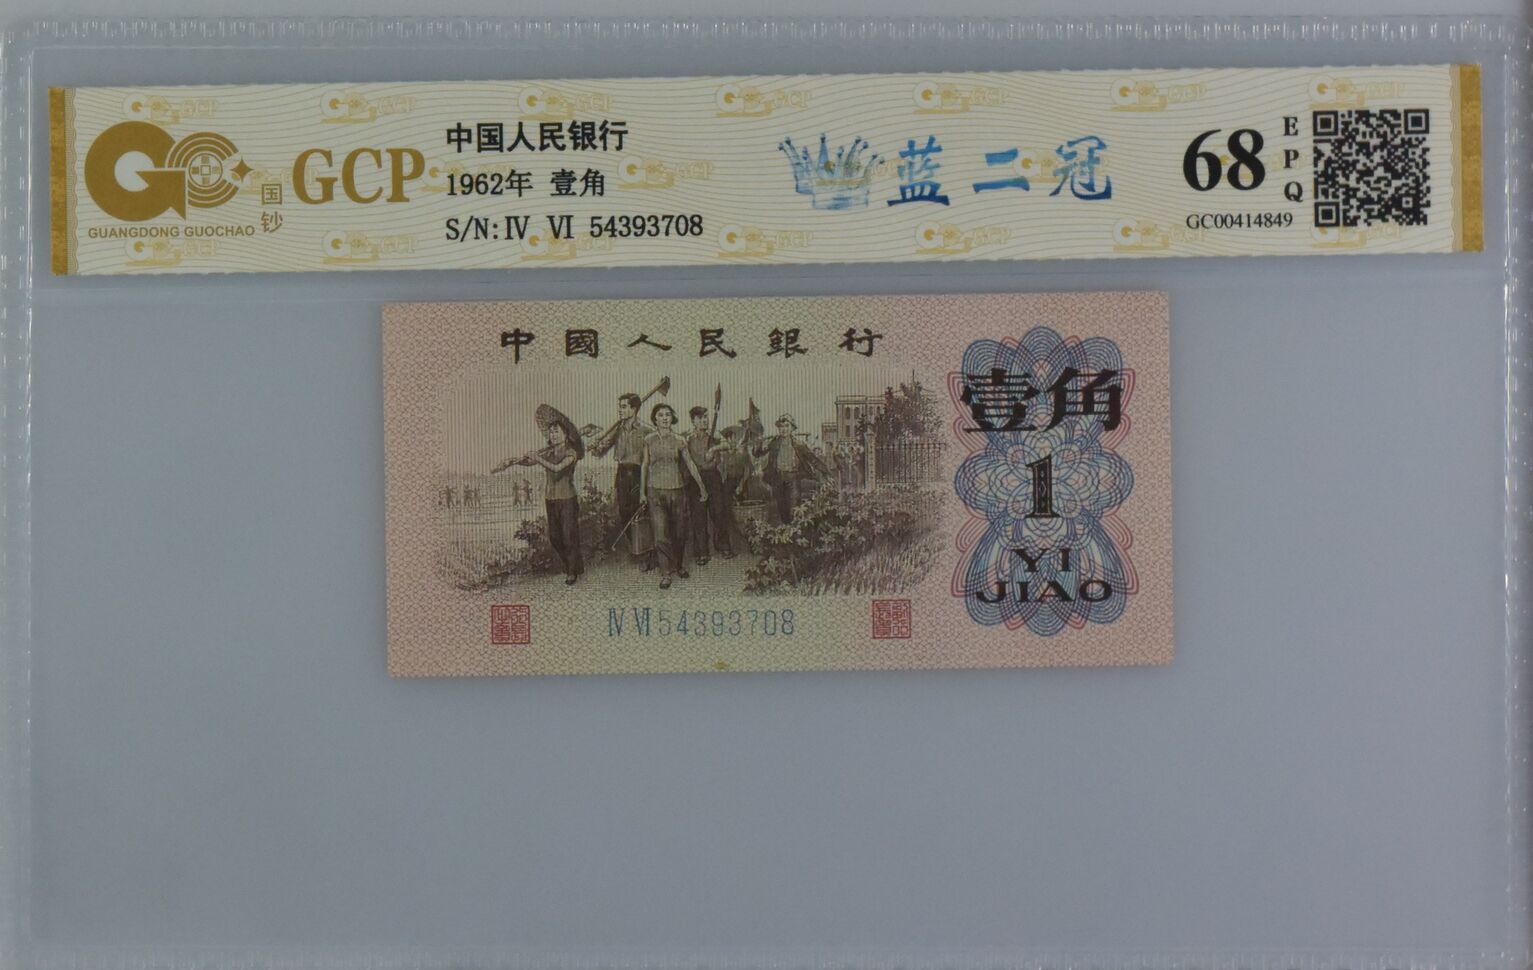 GCP
国钞
GUANGDONG GUOCHAO
中国人民银行
1962年 壹角
S/N:Ⅳ Ⅵ 54393708
蓝二冠
68
EPQ
GC00414849
中國人民銀行
壹角
1
YI
JIAO
Ⅳ Ⅵ 54393708